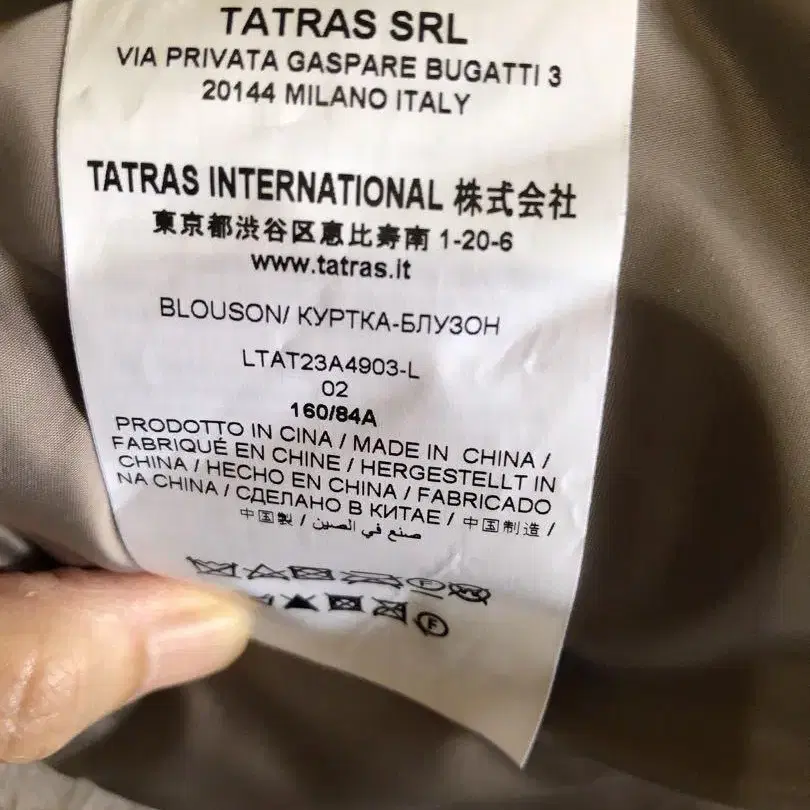 TATRAS SRL
VIA PRIVATA GASPARE BUGATTI 3
20144 MILANO ITALY
TATRAS INTERNATIONAL 株式会社
東京都渋谷区恵比寿南 1-20-6
www.tatras.it
BLOUSON/ КУРТКА-БЛУЗОН
LTAT23A4903-L
02
160/84A
PRODOTTO IN CINA / MADE IN CHINA /
FABRIQUÉ EN CHINE / HERGESTELLT IN
CHINA / HECHO EN CHINA / FABRICADO
NA CHINA / СДЕЛАНО В КИТАЕ / 中国制造 /
中国製 / صنع في الصين
F
F